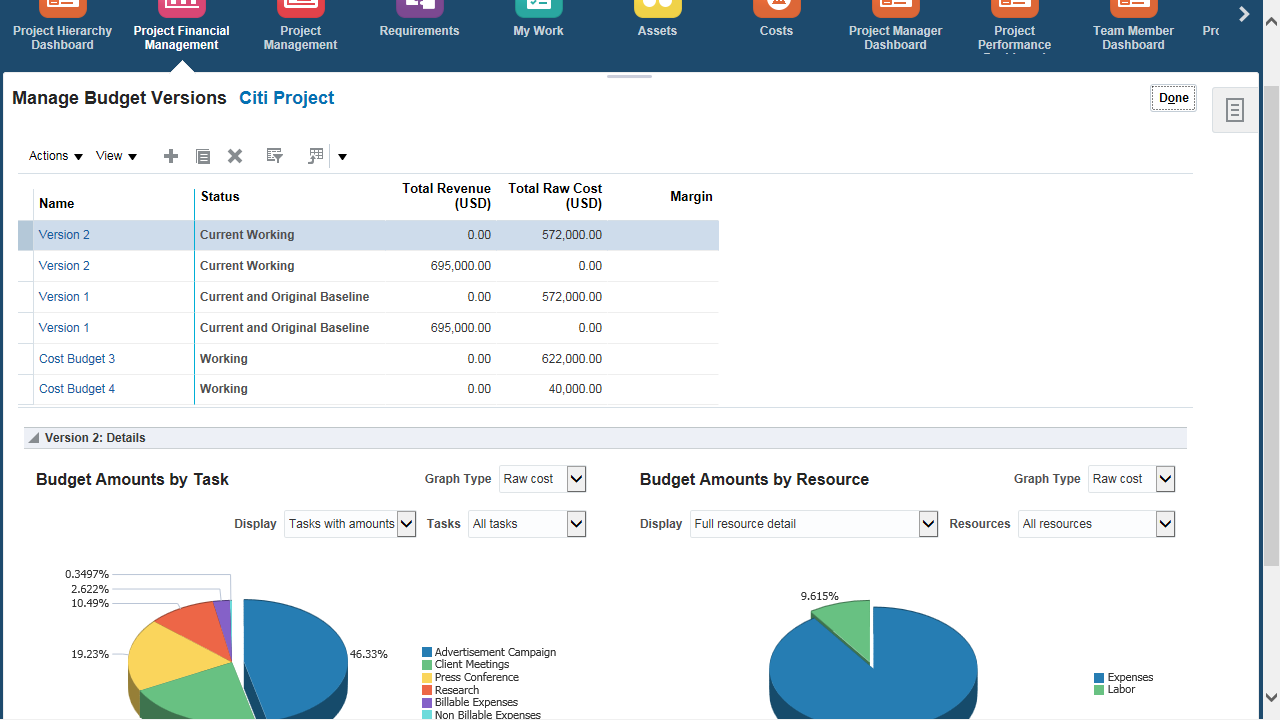 Project Hierarchy
Dashboard
Project Financial
Management
Project
Management
Requirements
My Work
Assets
Costs
Project Manager
Dashboard
Project
Performance
Team Member
Dashboard
Manage Budget Versions Citi Project
Done
Actions View
Name Status Total Revenue (USD) Total Raw Cost (USD) Margin
Version 2 Current Working 0.00 572,000.00
Version 2 Current Working 695,000.00 0.00
Version 1 Current and Original Baseline 0.00 572,000.00
Version 1 Current and Original Baseline 695,000.00 0.00
Cost Budget 3 Working 0.00 622,000.00
Cost Budget 4 Working 0.00 40,000.00
Version 2: Details
Budget Amounts by Task Graph Type Raw cost
Display Tasks with amounts Tasks All tasks
0.3497%
2.622%
10.49%
19.23%
46.33%
Advertisement Campaign
Client Meetings
Press Conference
Research
Billable Expenses
Non Billable Expenses
Budget Amounts by Resource Graph Type Raw cost
Display Full resource detail Resources All resources
9.615%
Expenses
Labor